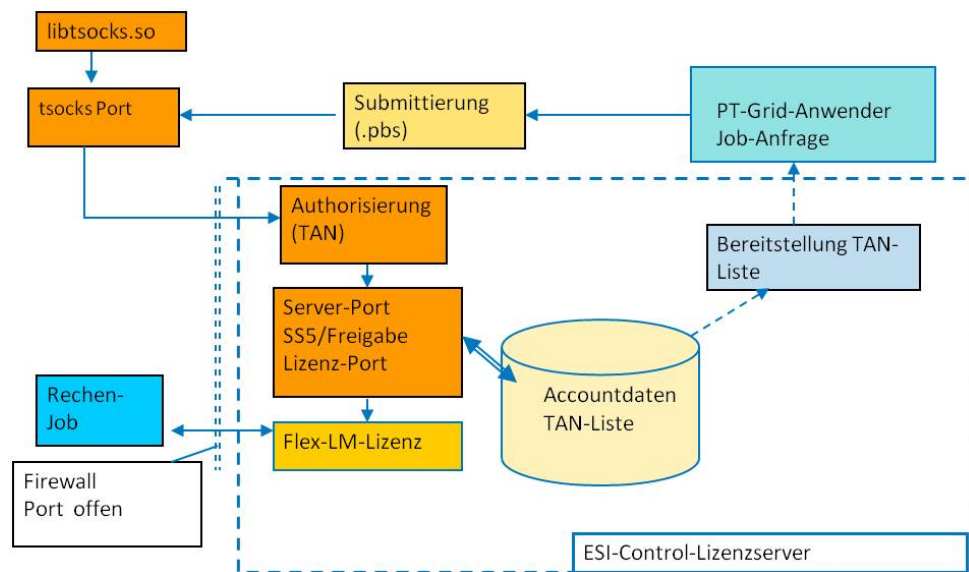 libtsocks.so
tsocks Port
Submittierung
(.pbs)
PT-Grid-Anwender
Job-Anfrage
Authorisierung
(TAN)
Bereitstellung TAN-
Liste
Server-Port
SS5/Freigabe
Lizenz-Port
Accountdaten
TAN-Liste
Rechen-
Job
Flex-LM-Lizenz
Firewall
Port offen
ESI-Control-Lizenzserver